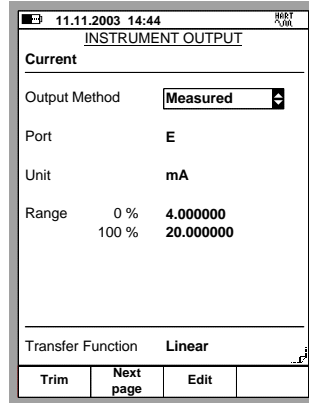 11.11.2003 14:44 HART
INSTRUMENT OUTPUT
Current
Output Method Measured
Port E
Unit mA
Range 0 % 4.000000
100 % 20.000000
Transfer Function Linear
Trim Next page Edit